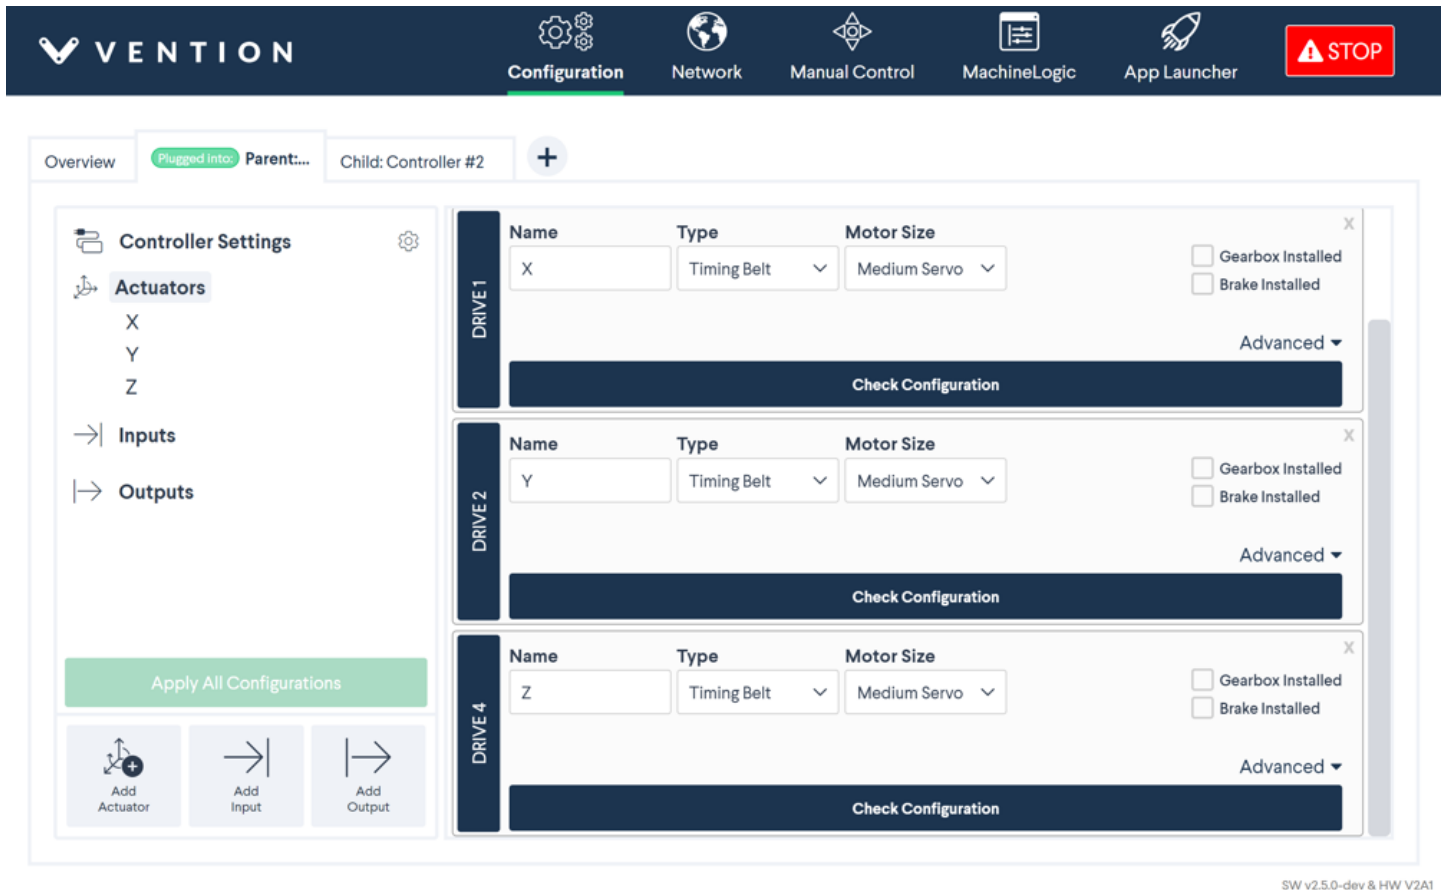 VENTION
Configuration
Network
Manual Control
MachineLogic
App Launcher
STOP
Overview
Plugged into: Parent:...
Child: Controller #2
Controller Settings
Actuators
X
Y
Z
Inputs
Outputs
Apply All Configurations
Add
Actuator
Add
Input
Add
Output
DRIVE 1
Name
Type
Motor Size
X
X
Timing Belt
Medium Servo
Gearbox Installed
Brake Installed
Advanced
Check Configuration
DRIVE 2
Name
Type
Motor Size
X
Y
Timing Belt
Medium Servo
Gearbox Installed
Brake Installed
Advanced
Check Configuration
DRIVE 4
Name
Type
Motor Size
X
Z
Timing Belt
Medium Servo
Gearbox Installed
Brake Installed
Advanced
Check Configuration
SW v2.5.0-dev & HW V2A1